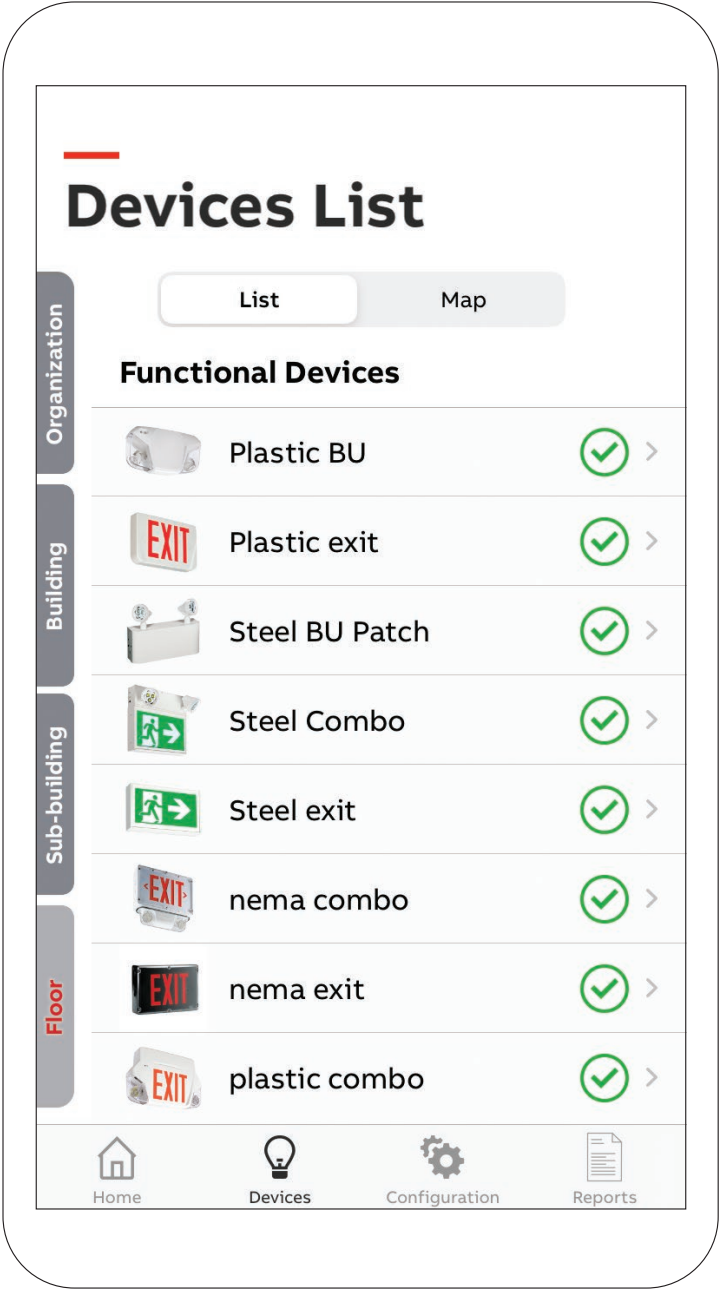 Devices List
List
Map
Organization
Building
Sub-building
Floor
Functional Devices
Plastic BU
EXIT
Plastic exit
Steel BU Patch
Steel Combo
Steel exit
EXIT
nema combo
EXIT
nema exit
EXIT
plastic combo
Home
Devices
Configuration
Reports